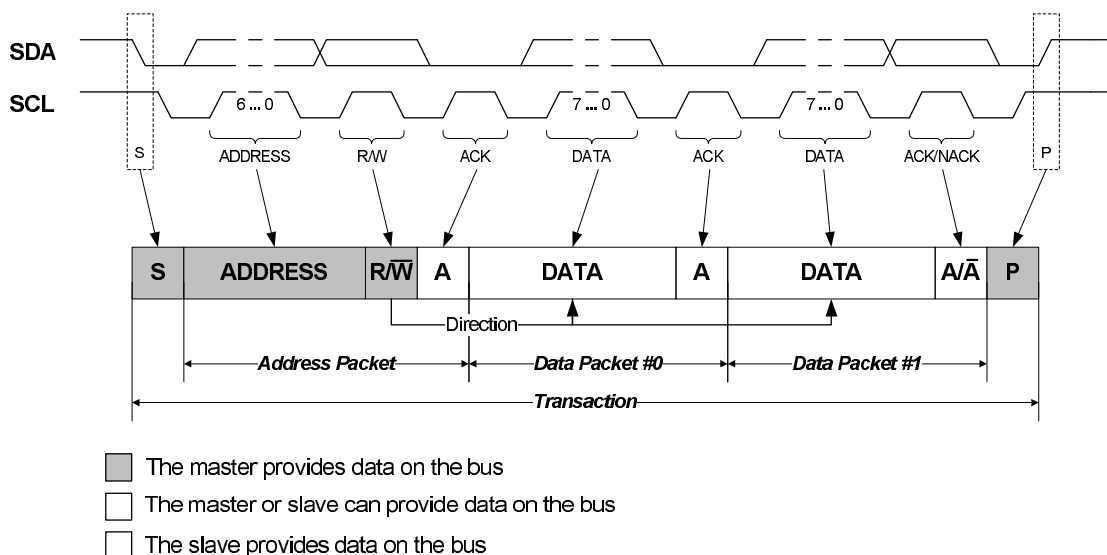 SDA
SCL
6 ... 0
7 ... 0
7 ... 0
S
ADDRESS
R/W
ACK
DATA
ACK
DATA
ACK/NACK
P
S
ADDRESS
R/W̅
A
DATA
A
DATA
A/A̅
P
Direction
Address Packet
Data Packet #0
Data Packet #1
Transaction
The master provides data on the bus
The master or slave can provide data on the bus
The slave provides data on the bus